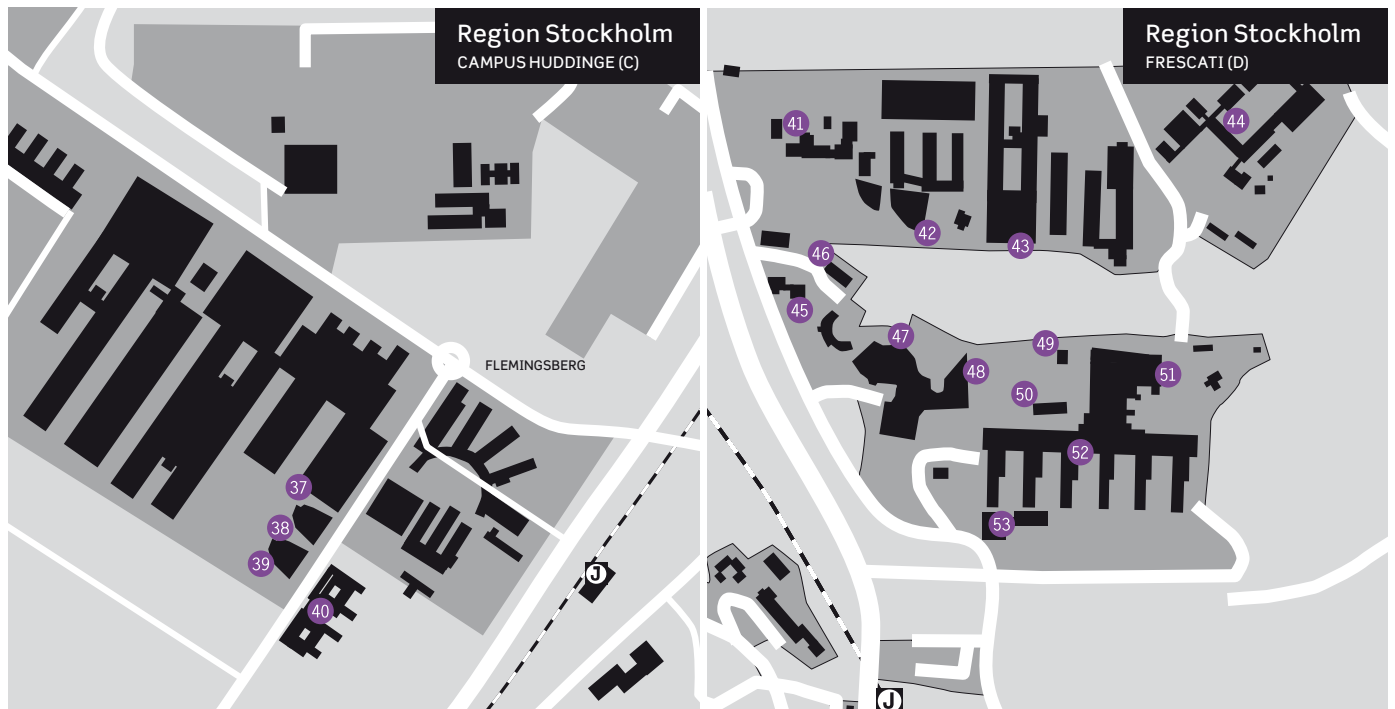 Region Stockholm
CAMPUS HUDDINGE (C)
FLEMINGSBERG
37
38
39
40
J
Region Stockholm
FRESCATI (D)
41
42
43
44
45
46
47
48
49
50
51
52
53
J